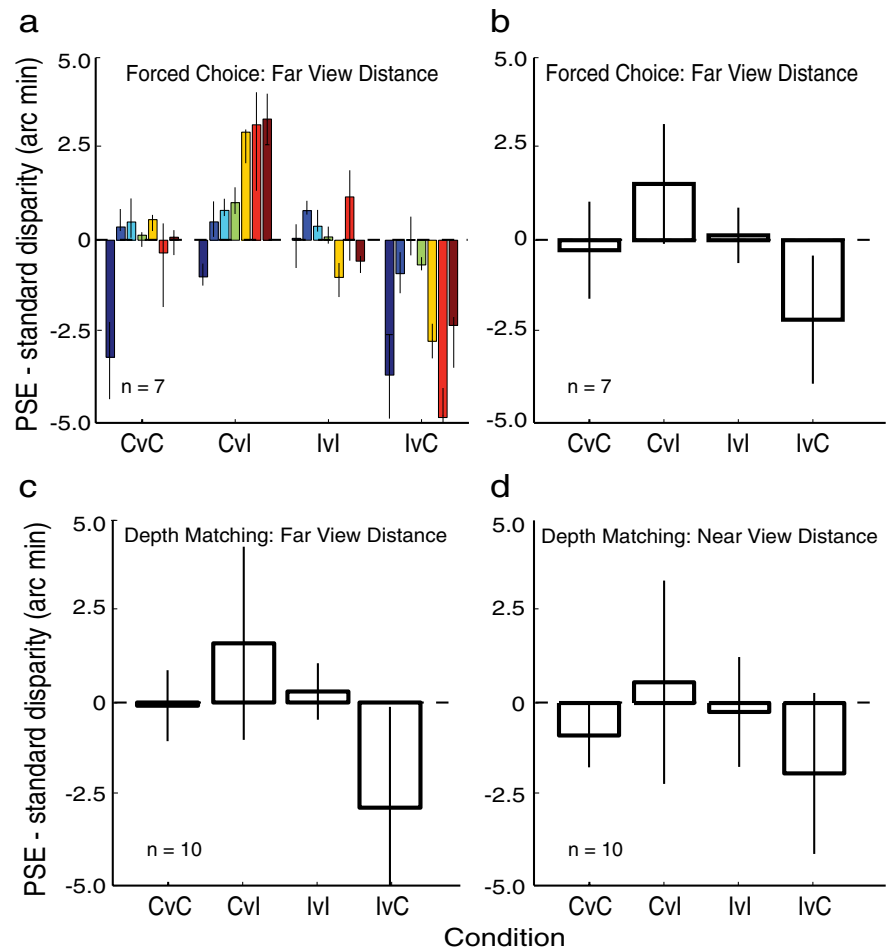 a
PSE - standard disparity (arc min)
5.0
2.5
0
-2.5
-5.0
Forced Choice: Far View Distance
n = 7
CvC CvI IvI IvC
b
5.0
2.5
0
-2.5
-5.0
Forced Choice: Far View Distance
n = 7
CvC CvI IvI IvC
c
PSE - standard disparity (arc min)
5.0
2.5
0
-2.5
-5.0
Depth Matching: Far View Distance
n = 10
CvC CvI IvI IvC
d
5.0
2.5
0
-2.5
-5.0
Depth Matching: Near View Distance
n = 10
CvC CvI IvI IvC
Condition